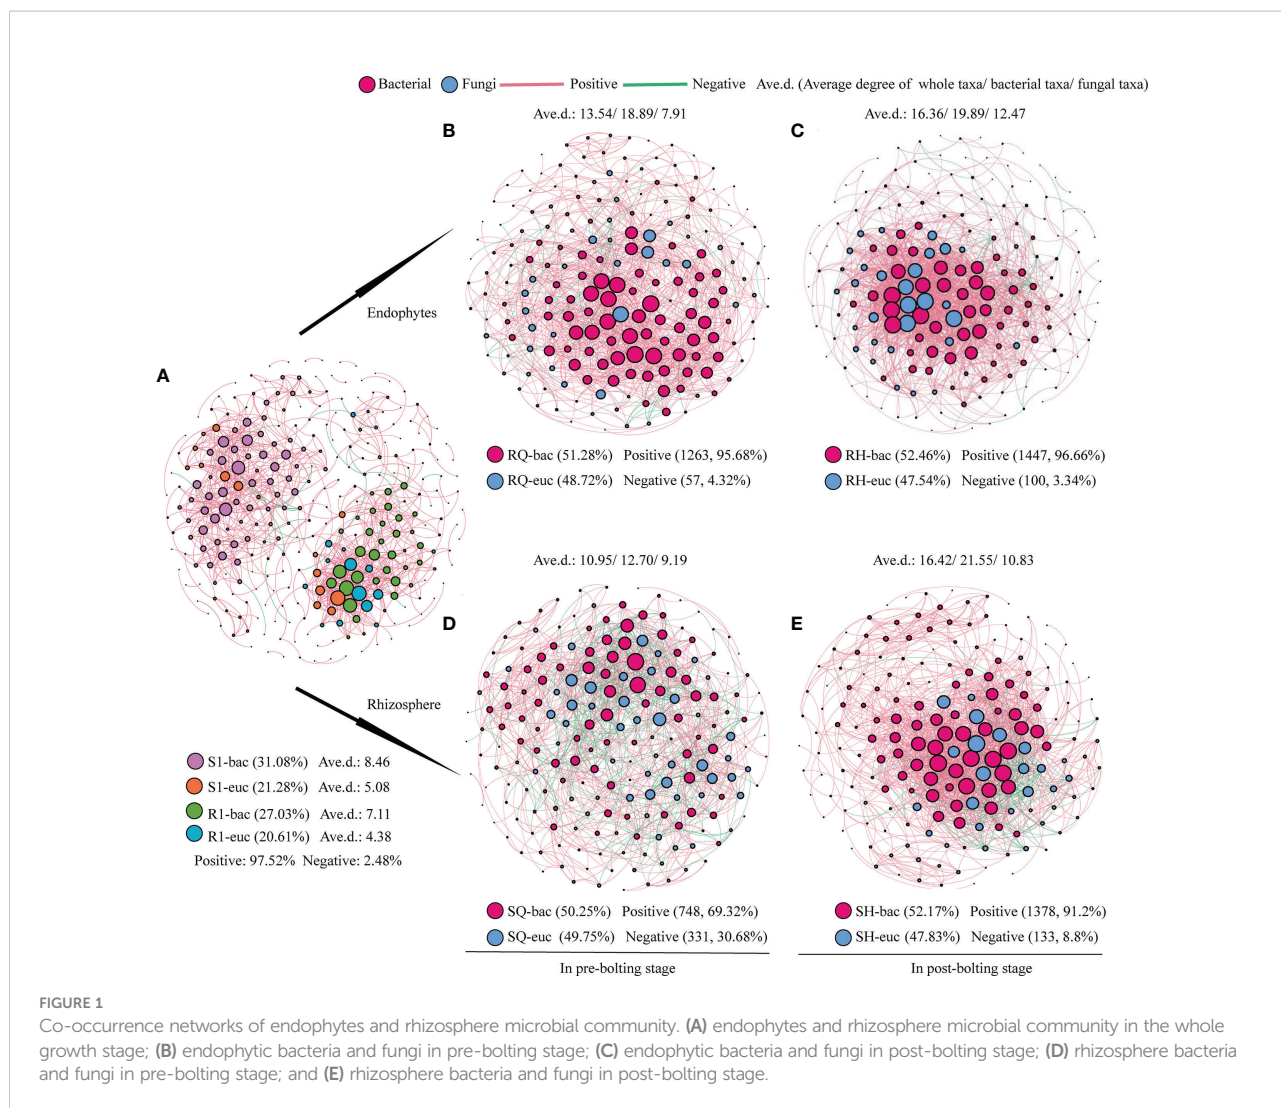 Bacterial Fungi Positive Negative Ave.d. (Average degree of whole taxa/ bacterial taxa/ fungal taxa)
B Ave.d.: 13.54/ 18.89/ 7.91
C Ave.d.: 16.36/ 19.89/ 12.47
Endophytes
A
RQ-bac (51.28%) Positive (1263, 95.68%)
RQ-euc (48.72%) Negative (57, 4.32%)
RH-bac (52.46%) Positive (1447, 96.66%)
RH-euc (47.54%) Negative (100, 3.34%)
Ave.d.: 10.95/ 12.70/ 9.19
Ave.d.: 16.42/ 21.55/ 10.83
D
E
Rhizosphere
S1-bac (31.08%) Ave.d.: 8.46
S1-euc (21.28%) Ave.d.: 5.08
R1-bac (27.03%) Ave.d.: 7.11
R1-euc (20.61%) Ave.d.: 4.38
Positive: 97.52% Negative: 2.48%
SQ-bac (50.25%) Positive (748, 69.32%)
SQ-euc (49.75%) Negative (331, 30.68%)
In pre-bolting stage
SH-bac (52.17%) Positive (1378, 91.2%)
SH-euc (47.83%) Negative (133, 8.8%)
In post-bolting stage
FIGURE 1
Co-occurrence networks of endophytes and rhizosphere microbial community. (A) endophytes and rhizosphere microbial community in the whole
growth stage; (B) endophytic bacteria and fungi in pre-bolting stage; (C) endophytic bacteria and fungi in post-bolting stage; (D) rhizosphere bacteria
and fungi in pre-bolting stage; and (E) rhizosphere bacteria and fungi in post-bolting stage.